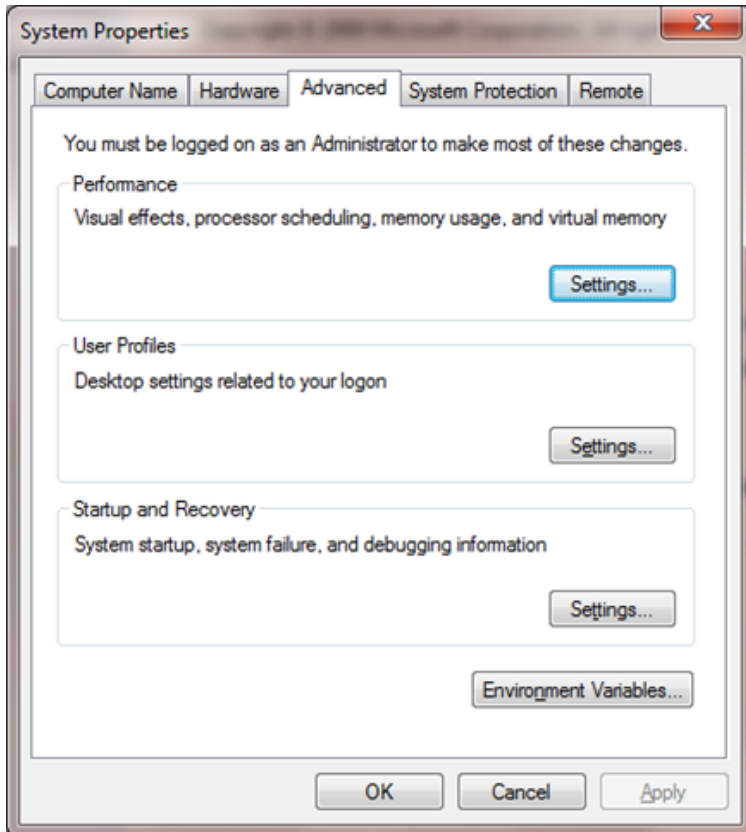 System Properties
Computer Name Hardware Advanced System Protection Remote
You must be logged on as an Administrator to make most of these changes.
Performance
Visual effects, processor scheduling, memory usage, and virtual memory
Settings...
User Profiles
Desktop settings related to your logon
Settings...
Startup and Recovery
System startup, system failure, and debugging information
Settings...
Environment Variables...
OK Cancel Apply